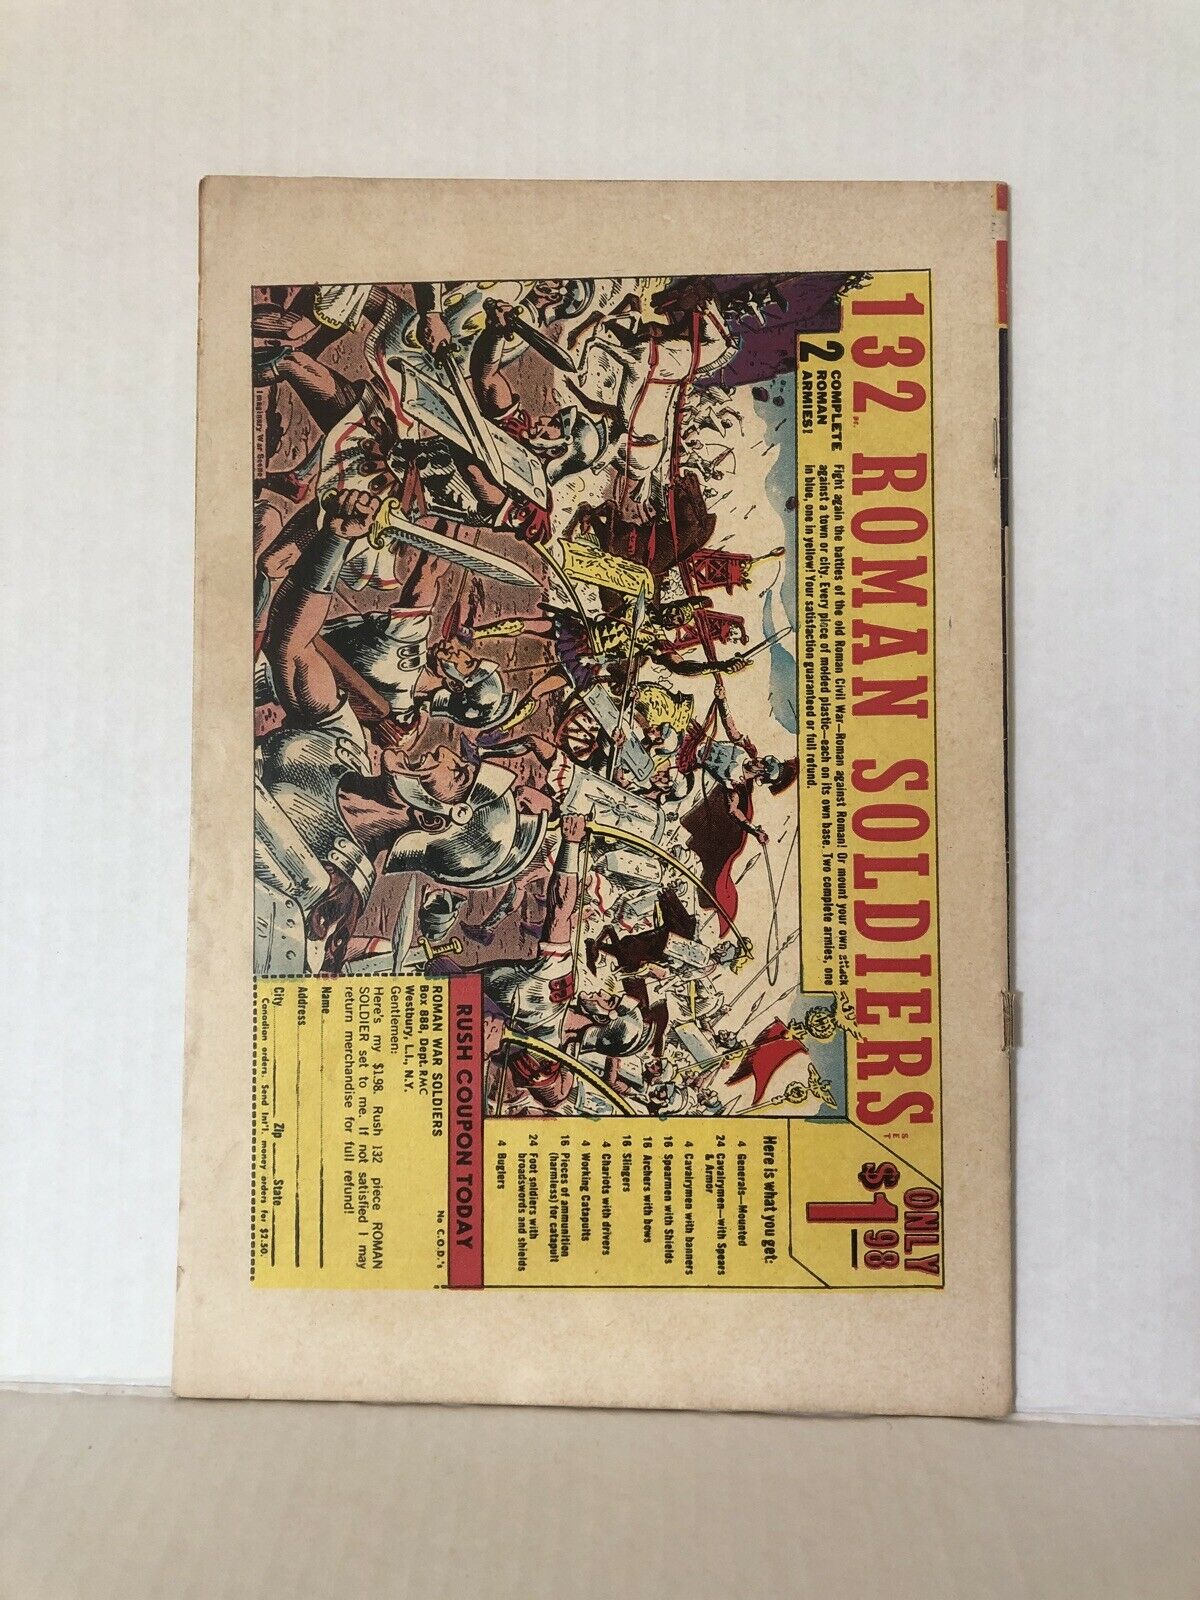 132 ROMAN SOLDIERS
PC.
SET
2 COMPLETE
ROMAN
ARMIES!
Fight again the battles of the old Roman Civil War—Roman against Roman! Or mount your own attack
against a town or city. Every piece of molded plastic—each on its own base. Two complete armies, one
in blue, one in yellow! Your satisfaction guaranteed or full refund.
ONLY
$1.98
Here is what you get:
4 Generals—Mounted
24 Cavalrymen—with Spears
& Armor
4 Cavalrymen with banners
16 Spearmen with Shields
16 Archers with bows
16 Slingers
4 Chariots with drivers
4 Working Catapults
16 Pieces of ammunition
(harmless) for catapult
24 Foot soldiers with
broadswords and shields
4 Buglers
Imaginary War Scene
RUSH COUPON TODAY
ROMAN WAR SOLDIERS No C.O.D.'s
Box 888, Dept. RMC
Westbury, L.I., N.Y.
Gentlemen:
Here's my $1.98. Rush 132 piece ROMAN
SOLDIER set to me. If not satisfied I may
return merchandise for full refund!
Name
Address
City Zip State
Canadian orders. Send Int'l. money orders for $2.50.